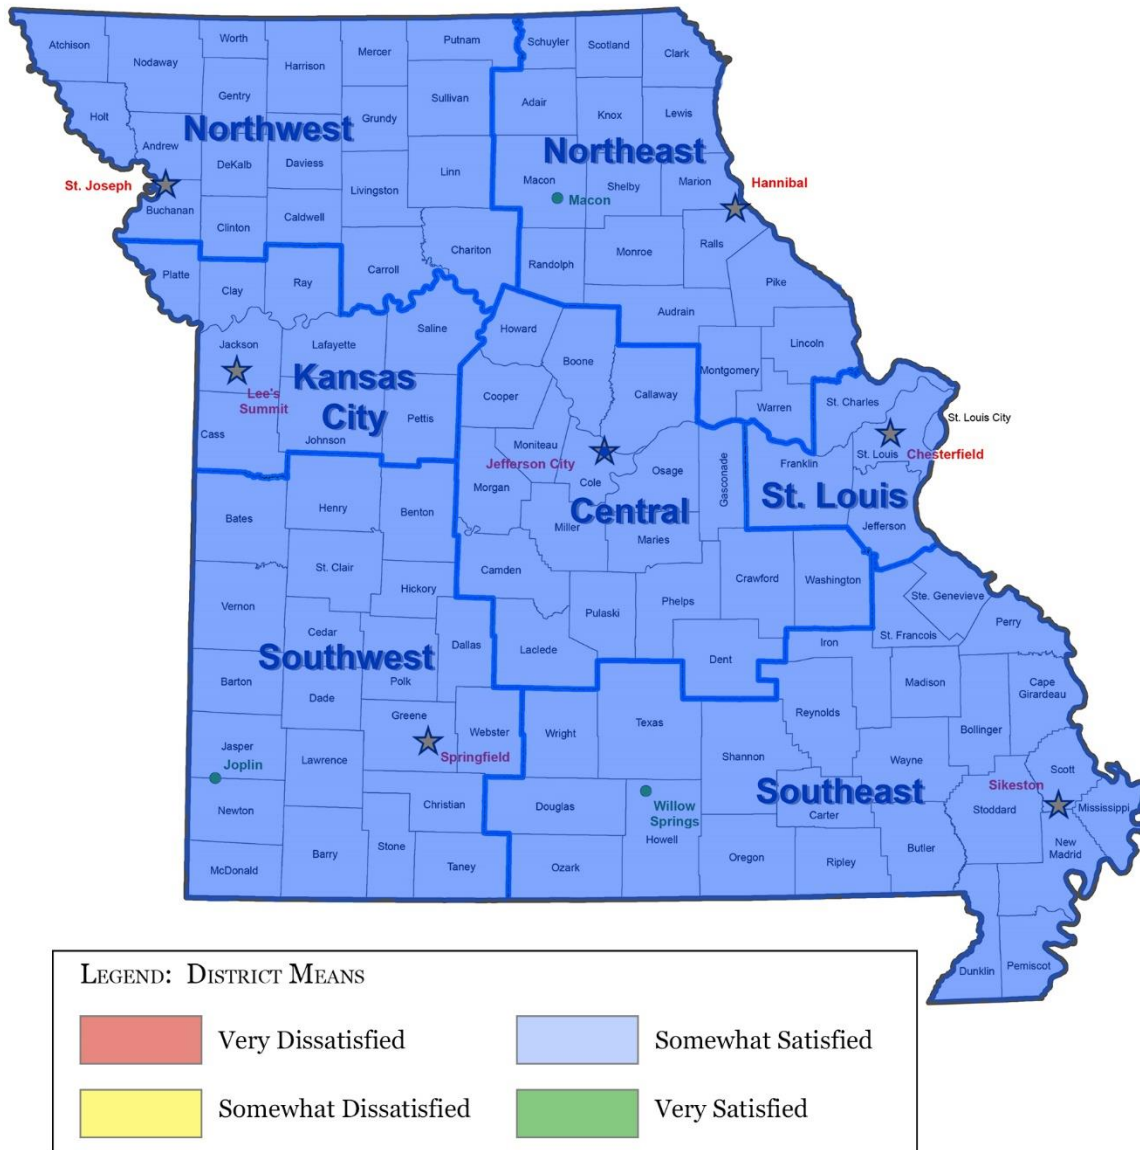 Atchison
Nodaway
Worth
Harrison
Mercer
Putnam
Schuyler
Scotland
Clark
Holt
Andrew
Gentry
Grundy
Sullivan
Adair
Knox
Lewis
Northwest
Northeast
DeKalb
Daviess
Livingston
Linn
Macon
Shelby
Marion
Hannibal
St. Joseph
Macon
Buchanan
Clinton
Caldwell
Carroll
Chariton
Randolph
Monroe
Ralls
Pike
Platte
Clay
Ray
Saline
Howard
Audrain
Jackson
Lafayette
Boone
Lincoln
Kansas
City
Lee's
Summit
Cooper
Callaway
Montgomery
Warren
St. Charles
St. Louis City
Cass
Johnson
Pettis
Moniteau
Jefferson City
Cole
Osage
Gasconade
Franklin
St. Louis
Chesterfield
Morgan
Central
St. Louis
Bates
Henry
Benton
Miller
Maries
Jefferson
St. Clair
Camden
Crawford
Washington
Vernon
Hickory
Pulaski
Phelps
Ste. Genevieve
Cedar
Dallas
Laclede
Dent
Iron
St. Francois
Perry
Southwest
Barton
Polk
Dade
Madison
Cape
Girardeau
Greene
Webster
Wright
Texas
Reynolds
Bollinger
Jasper
Joplin
Lawrence
Springfield
Shannon
Wayne
Scott
Southeast
Sikeston
Newton
Christian
Douglas
Willow
Springs
Howell
Carter
Stoddard
Mississippi
McDonald
Barry
Stone
Taney
Ozark
Oregon
Ripley
Butler
New
Madrid
Dunklin
Pemiscot
LEGEND: DISTRICT MEANS
Very Dissatisfied
Somewhat Satisfied
Somewhat Dissatisfied
Very Satisfied